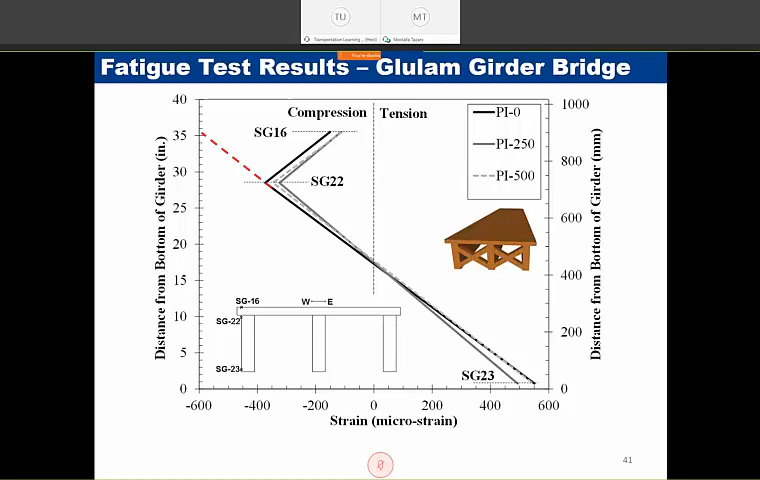 TU
MT
Transportation Learning ... (Host)
Mostafa Tazarv
You're sharing
Fatigue Test Results – Glulam Girder Bridge
40
35
30
25
20
15
10
5
0
Distance from Bottom of Girder (in.)
Compression
Tension
SG16
SG22
SG23
PI-0
PI-250
PI-500
SG-16
W
E
SG-22
SG-23
1000
800
600
400
200
0
Distance from Bottom of Girder (mm)
-600 -400 -200 0 200 400 600
Strain (micro-strain)
41